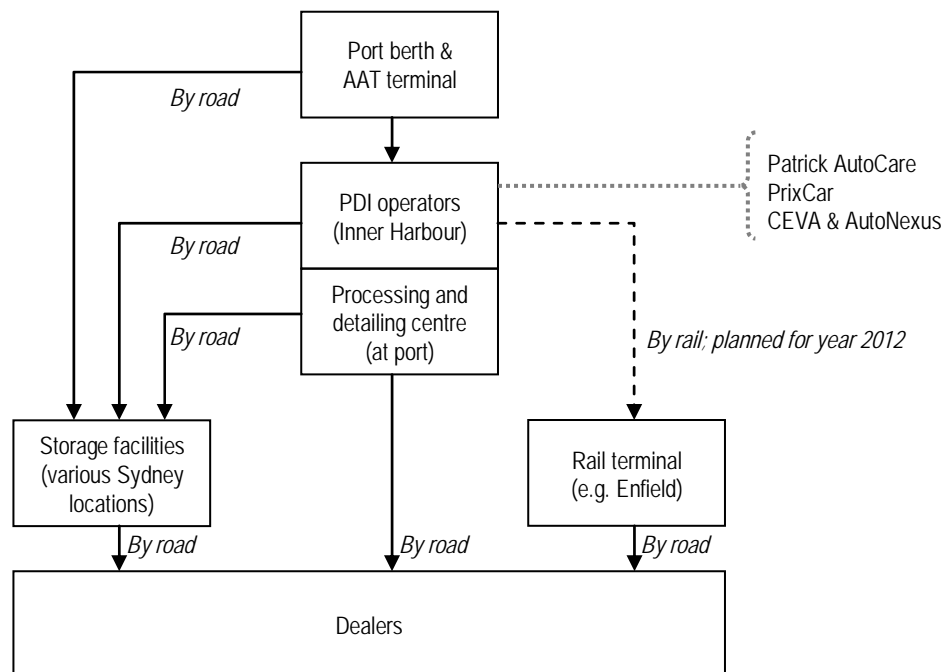 Port berth &
AAT terminal
By road
PDI operators
(Inner Harbour)
Patrick AutoCare
PrixCar
CEVA & AutoNexus
By road
Processing and
detailing centre
(at port)
By road
By rail; planned for year 2012
Storage facilities
(various Sydney
locations)
Rail terminal
(e.g. Enfield)
By road
By road
By road
Dealers